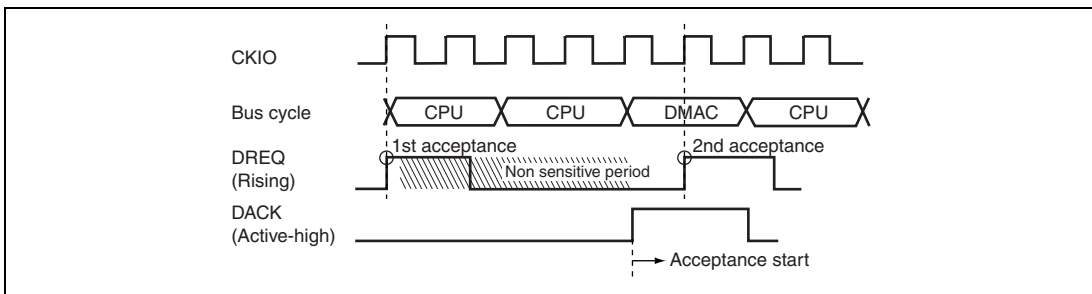 CKIO
Bus cycle
CPU
CPU
DMAC
CPU
DREQ
(Rising)
1st acceptance
Non sensitive period
2nd acceptance
DACK
(Active-high)
Acceptance start